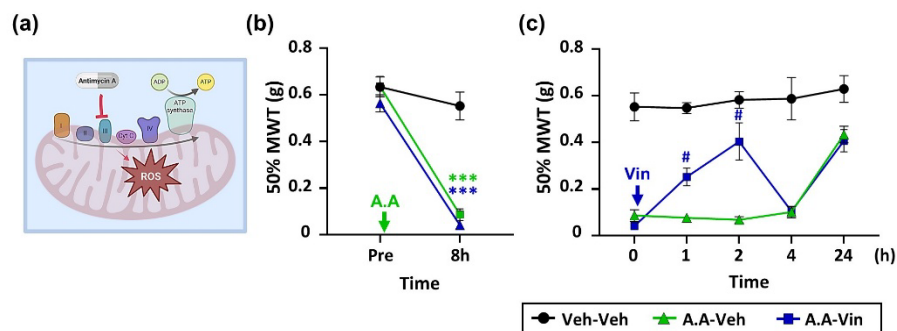 (a)
Antimycin A
ADP
ATP
ATP
synthase
I
II
III
Cyt C
IV
ROS
(b)
50% MWT (g)
0.8
0.6
0.4
0.2
0
A.A
***
***
Pre
8h
Time
(c)
50% MWT (g)
0.8
0.6
0.4
0.2
0
Vin
#
#
0
1
2
4
24
(h)
Time
Veh-Veh
A.A-Veh
A.A-Vin